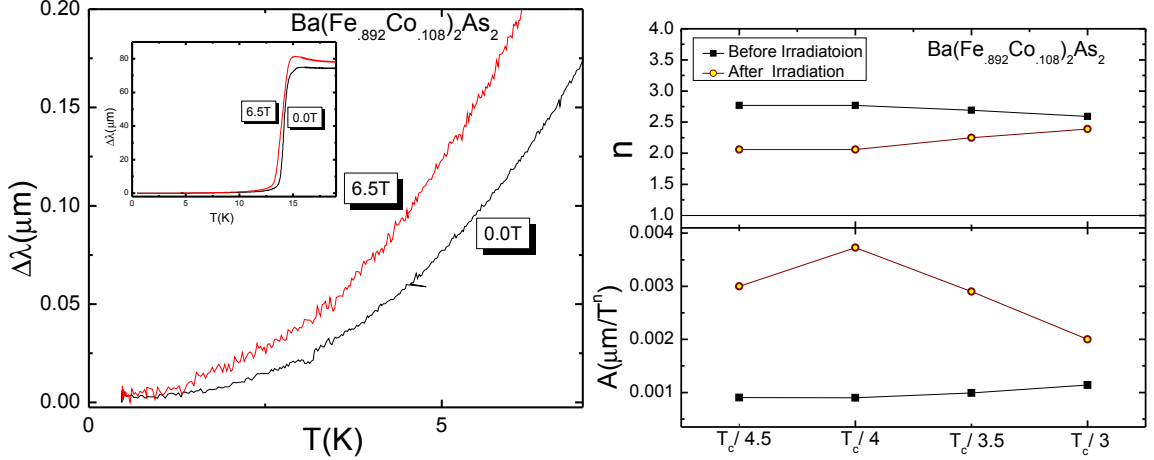 Ba(Fe.892Co.108)2As2
0.20
0.15
0.10
0.05
0.00
Δλ(μm)
0
5
T(K)
6.5T
0.0T
80
60
40
20
0
Δλ(μm)
0
5
10
15
T(K)
6.5T
0.0T
Before Irradiatoion
After Irradiation
Ba(Fe.892Co.108)2As2
4.0
3.5
3.0
2.5
2.0
1.5
1.0
n
0.004
0.003
0.002
0.001
A(μm/T^n)
Tc/ 4.5
Tc/ 4
Tc/ 3.5
Tc/ 3